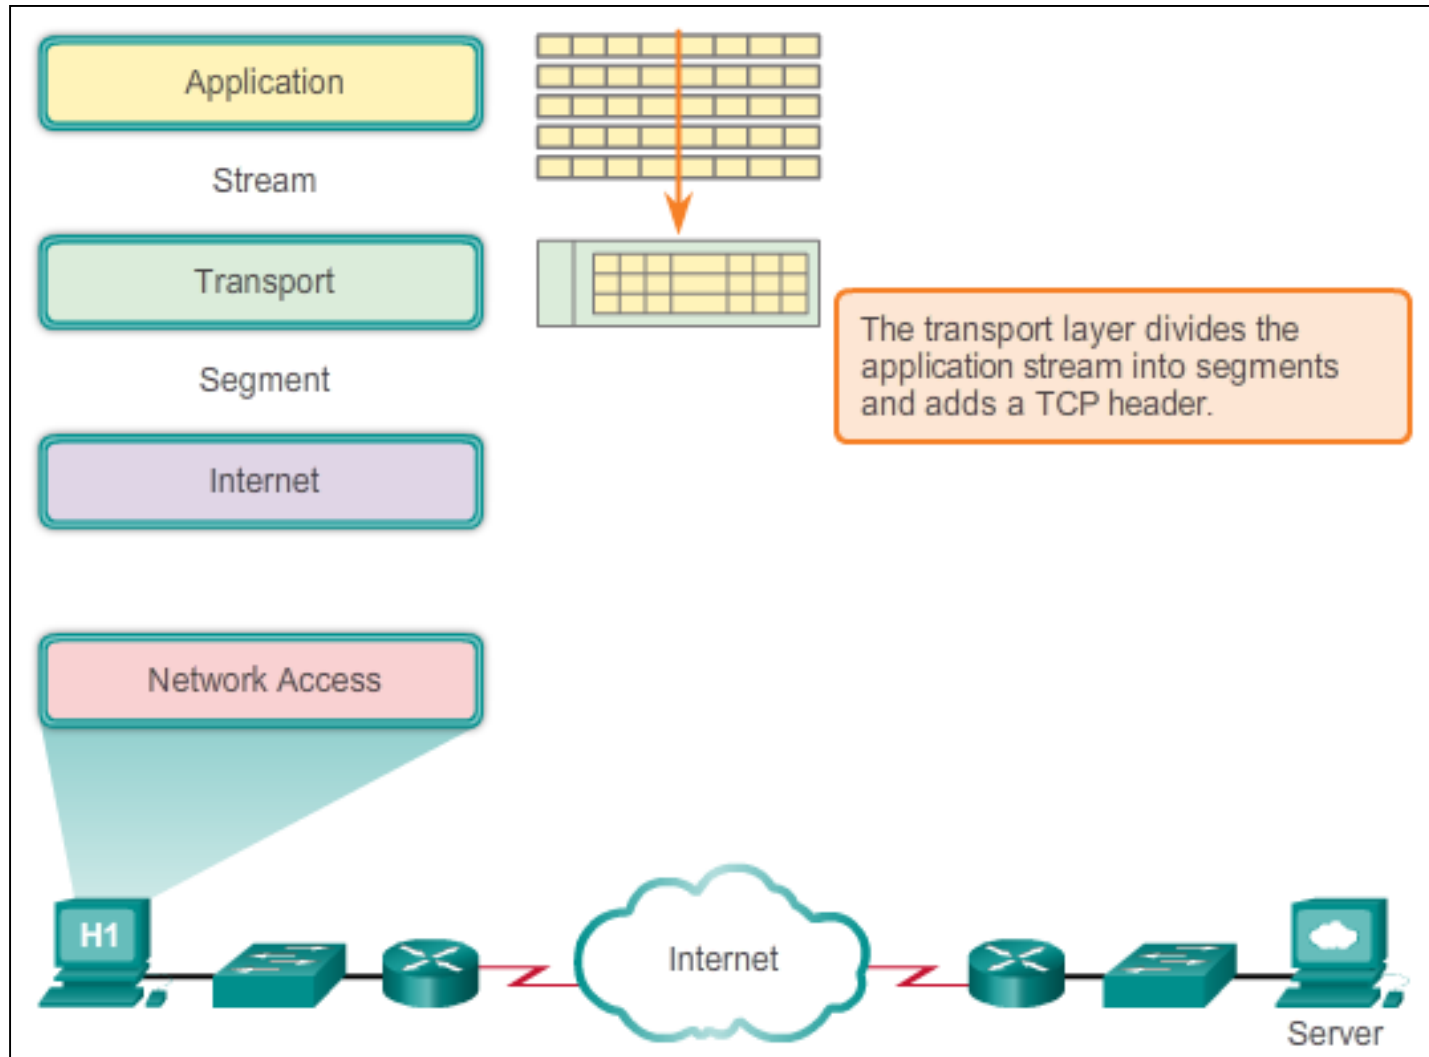 Application
Stream
Transport
The transport layer divides the
application stream into segments
and adds a TCP header.
Segment
Internet
Network Access
H1
Internet
Server